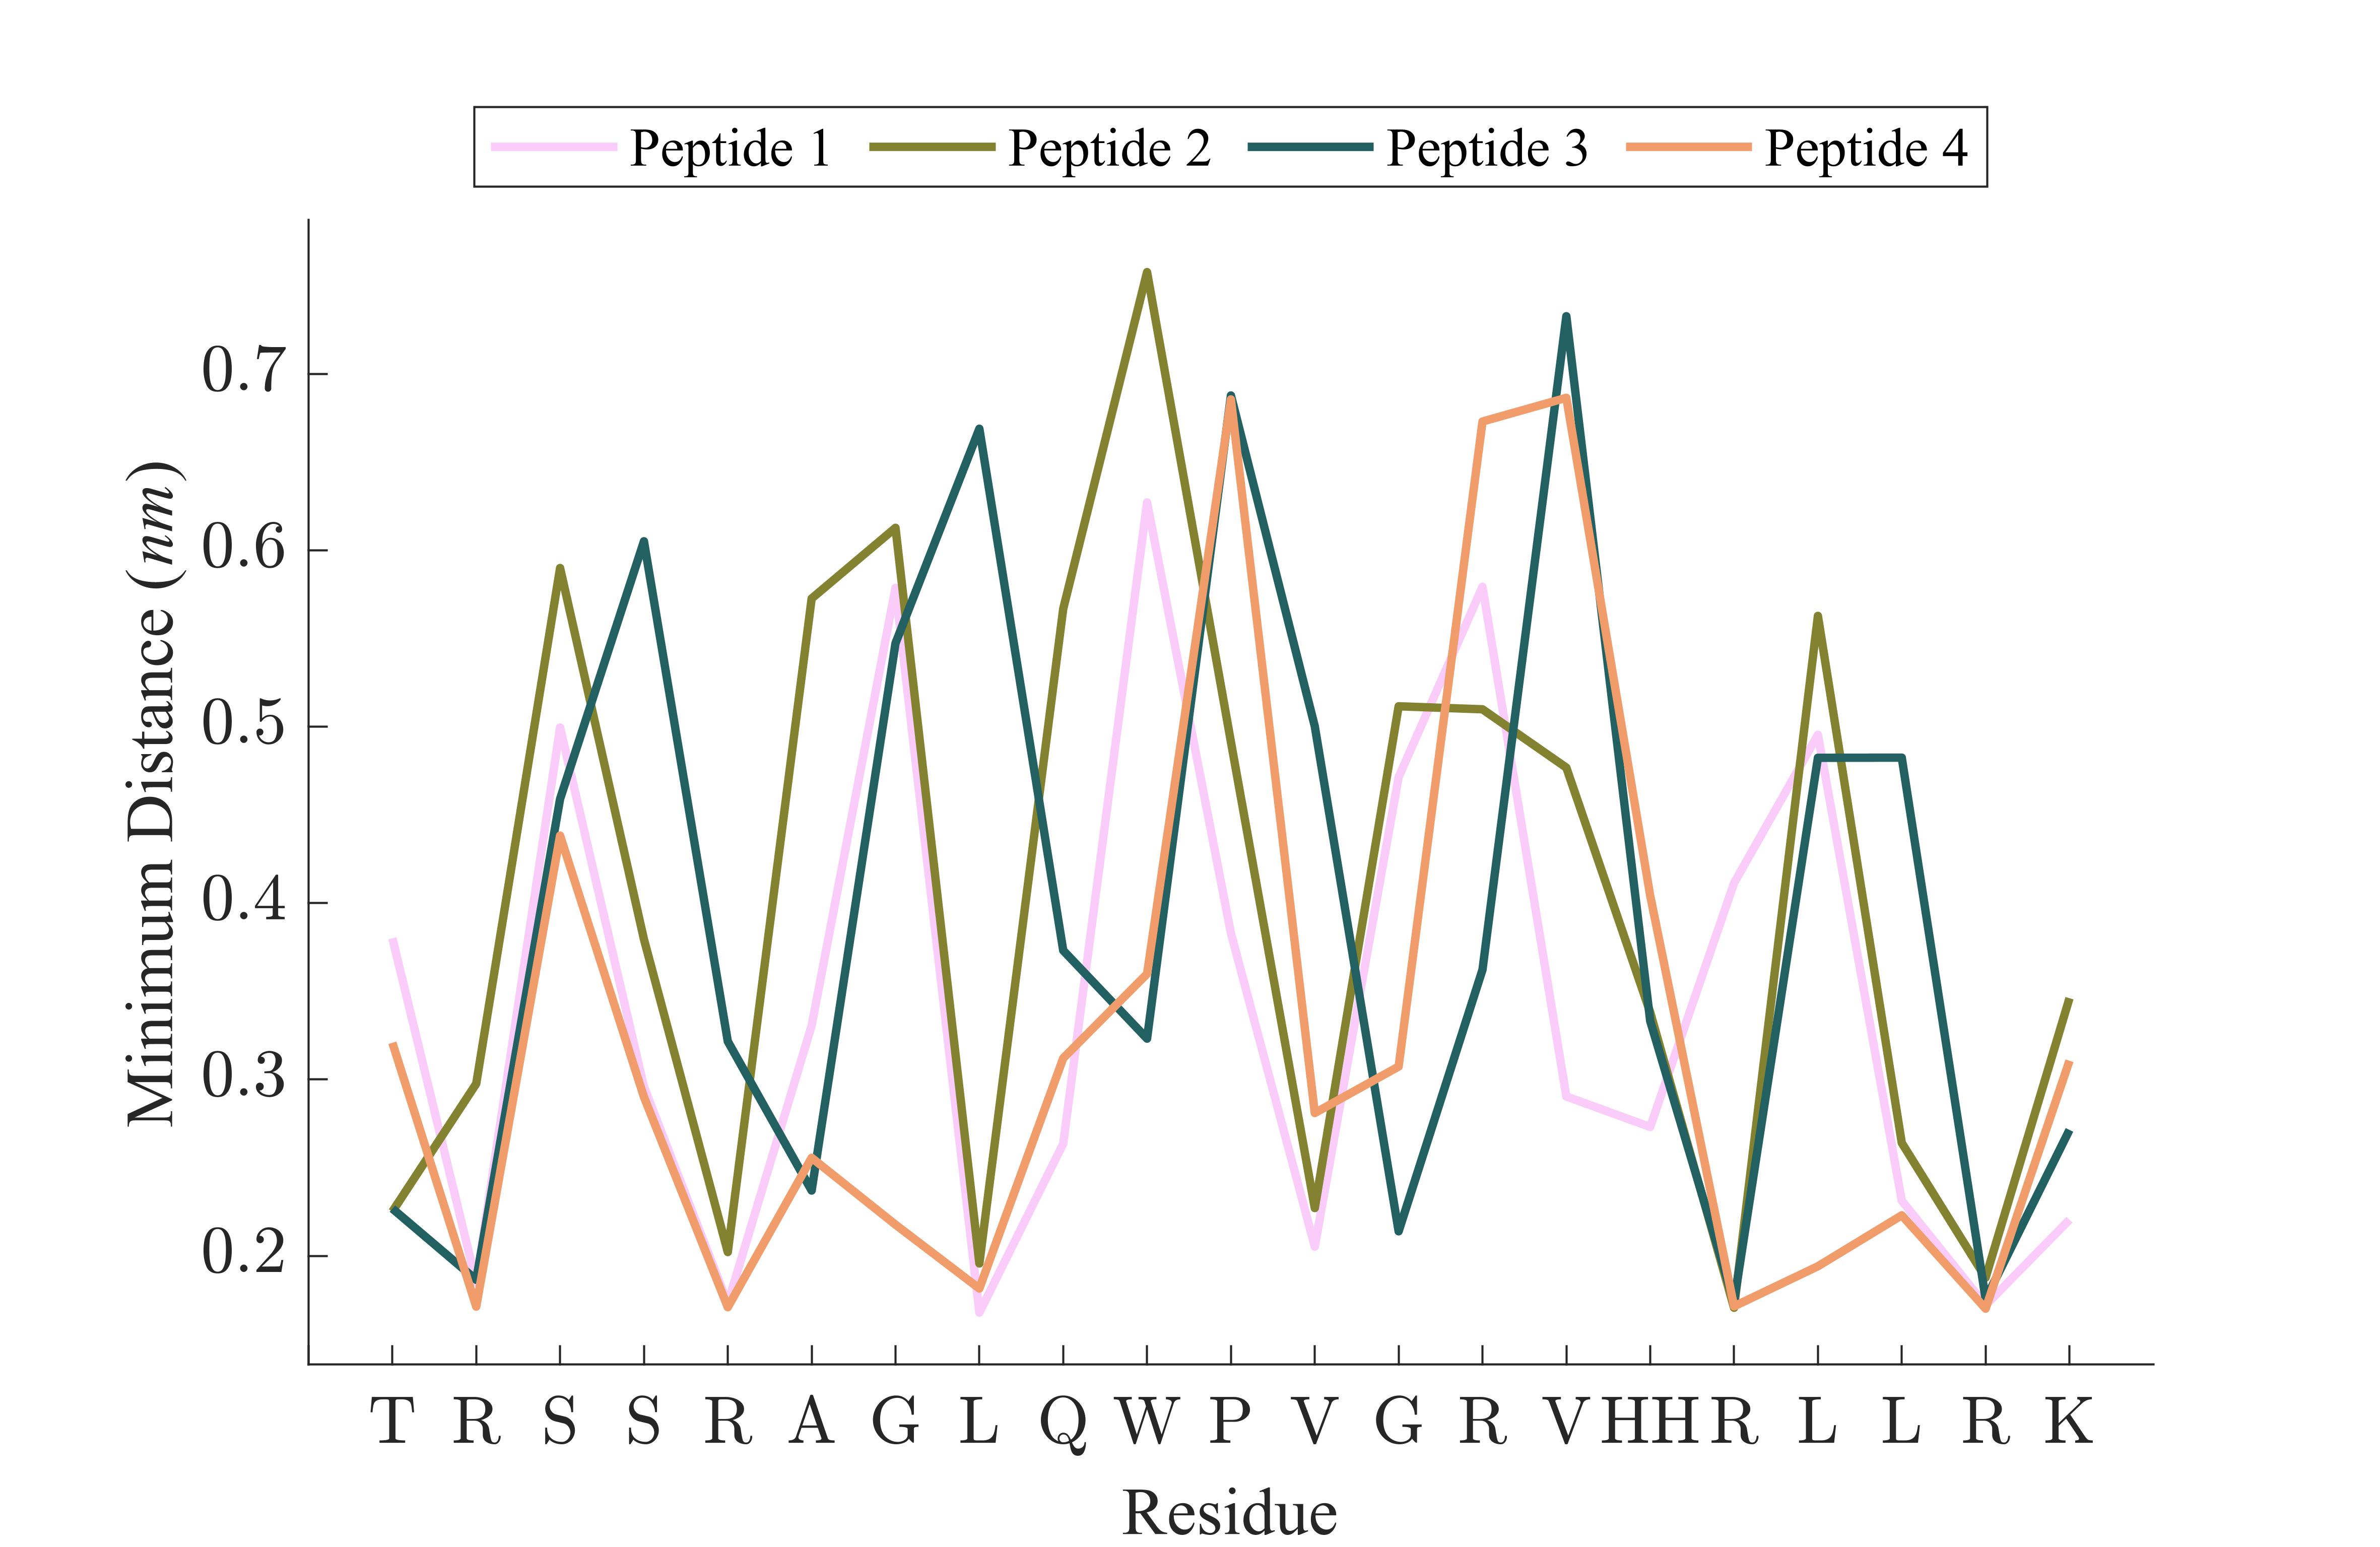 Peptide 1 Peptide 2 Peptide 3 Peptide 4
Minimum Distance (nm)
0.7
0.6
0.5
0.4
0.3
0.2
T R S S R A G L Q W P V G R V HHH R L L R K
Residue